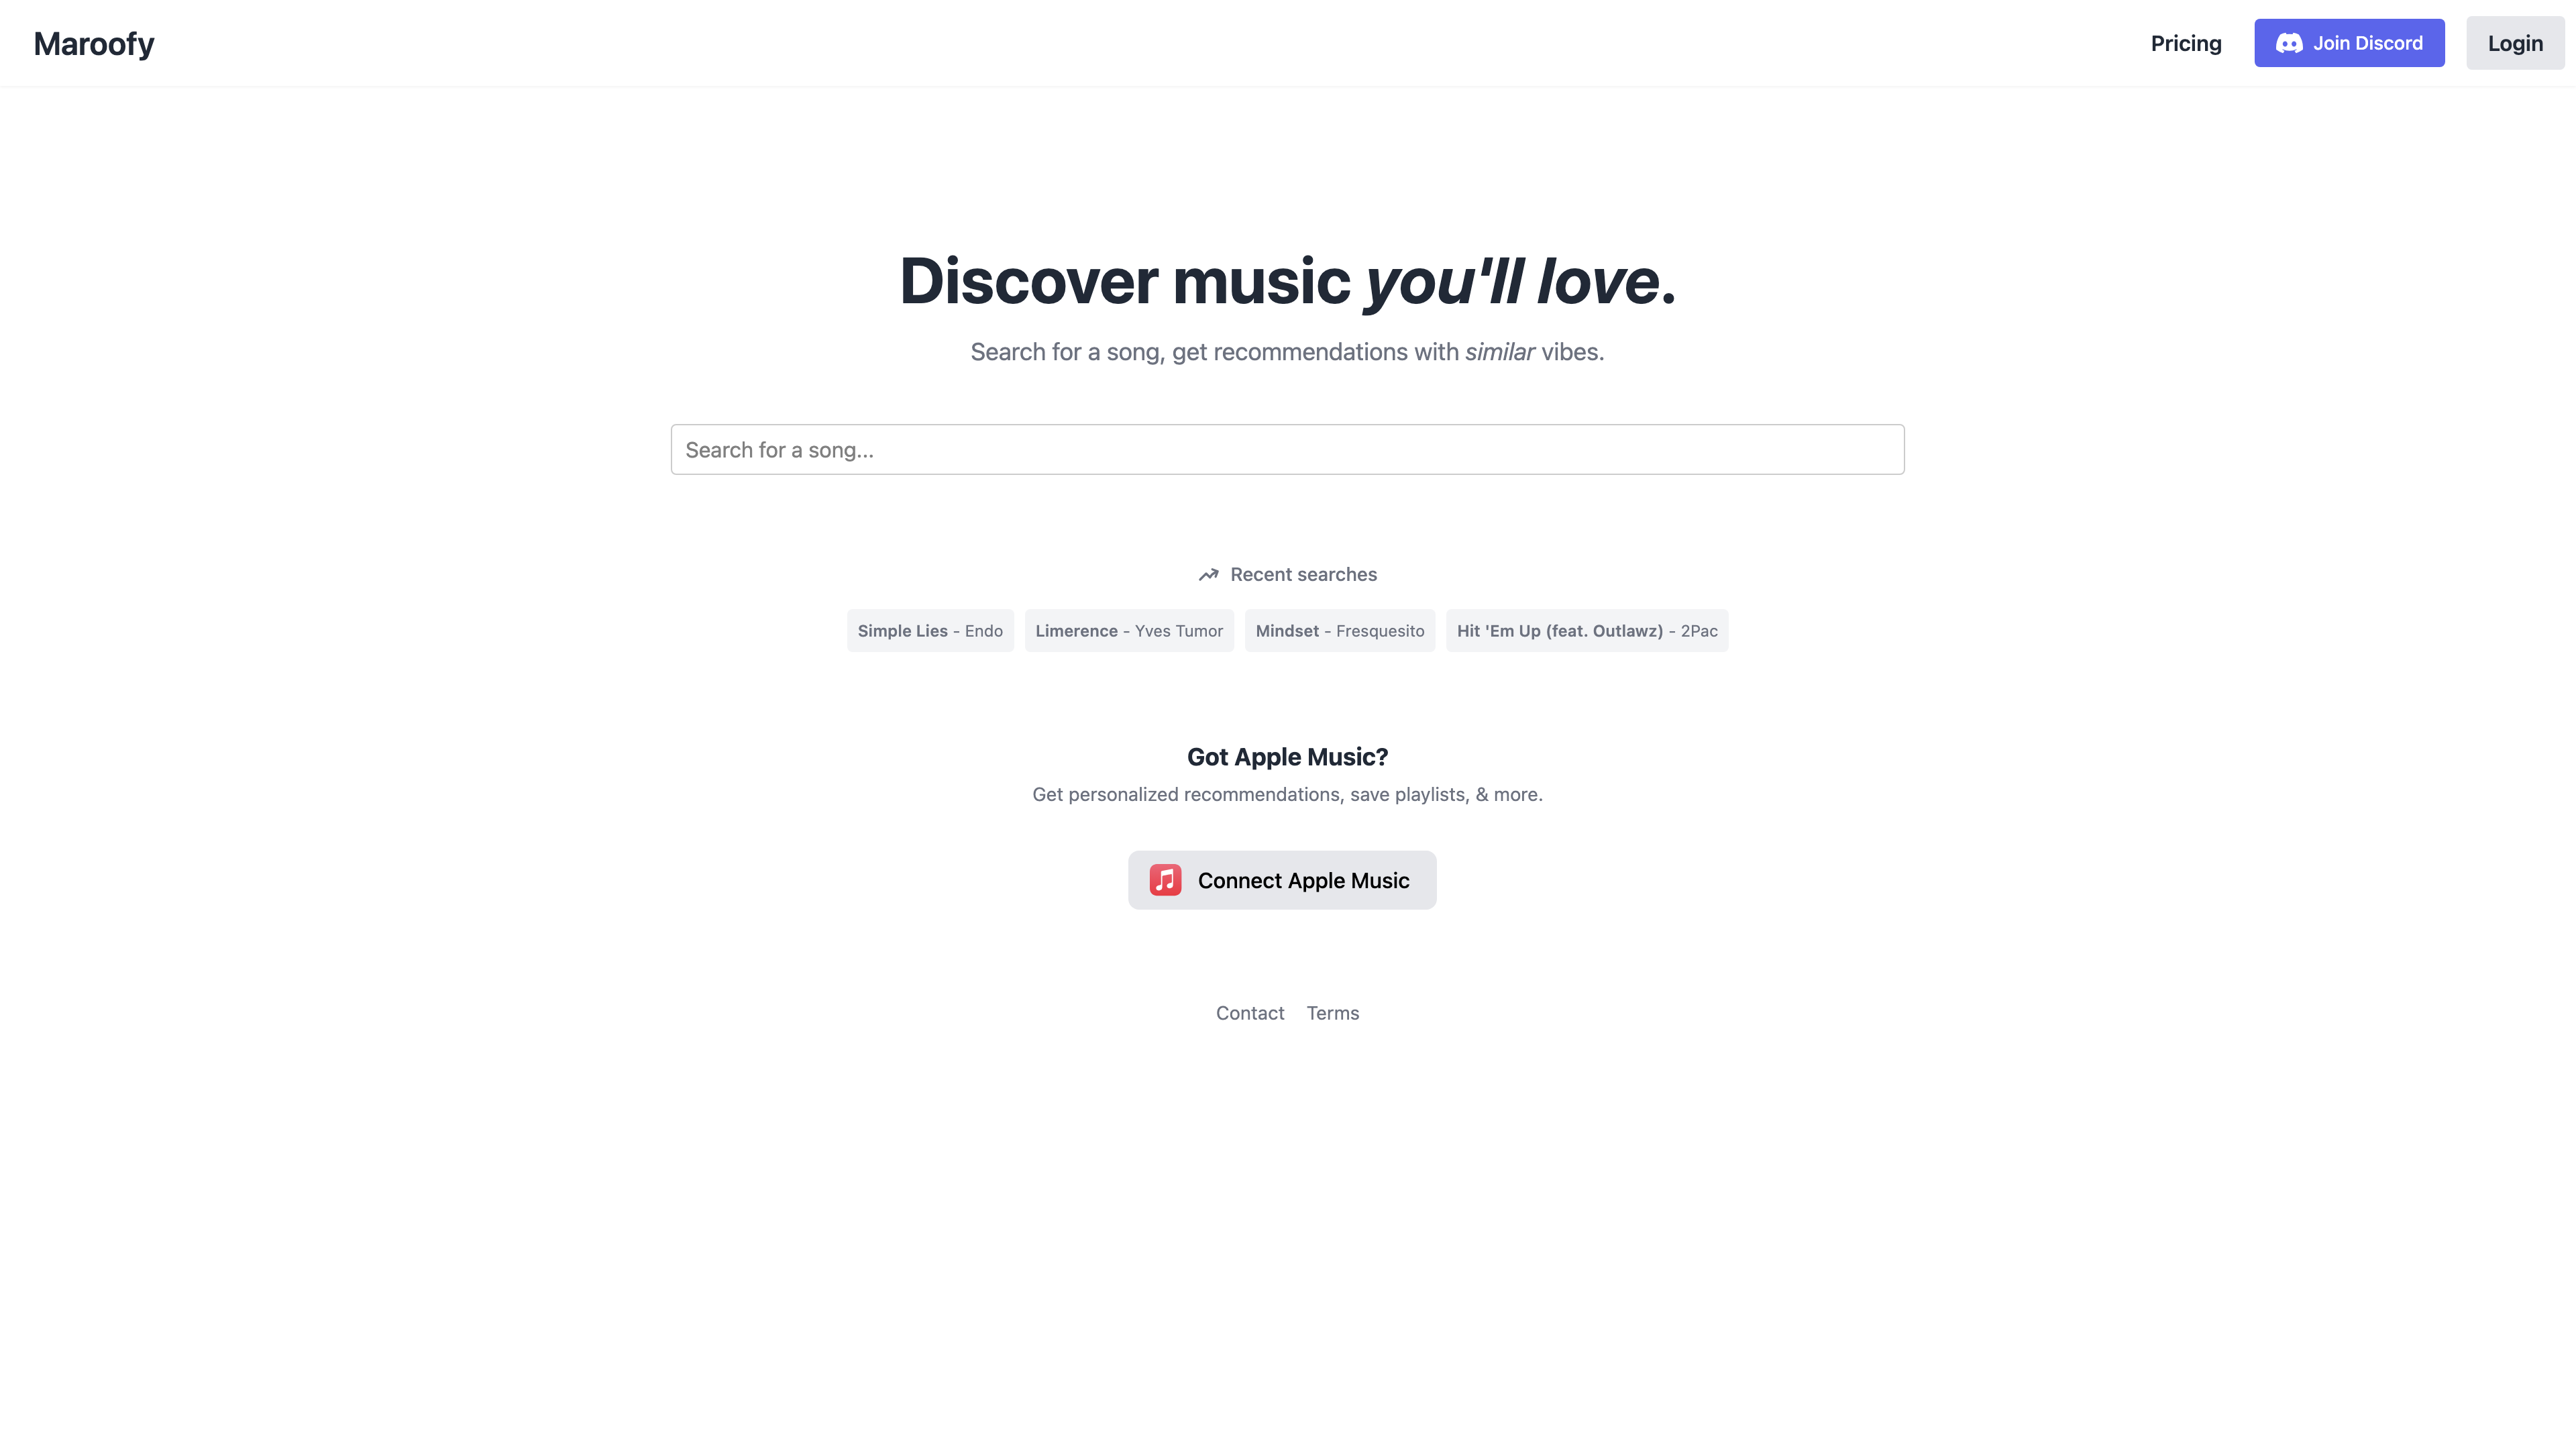 Maroofy
Pricing
Join Discord
Login
Discover music you'll love.
Search for a song, get recommendations with similar vibes.
Search for a song...
Recent searches
Simple Lies - Endo
Limerence - Yves Tumor
Mindset - Fresquesito
Hit 'Em Up (feat. Outlawz) - 2Pac
Got Apple Music?
Get personalized recommendations, save playlists, & more.
Connect Apple Music
Contact
Terms